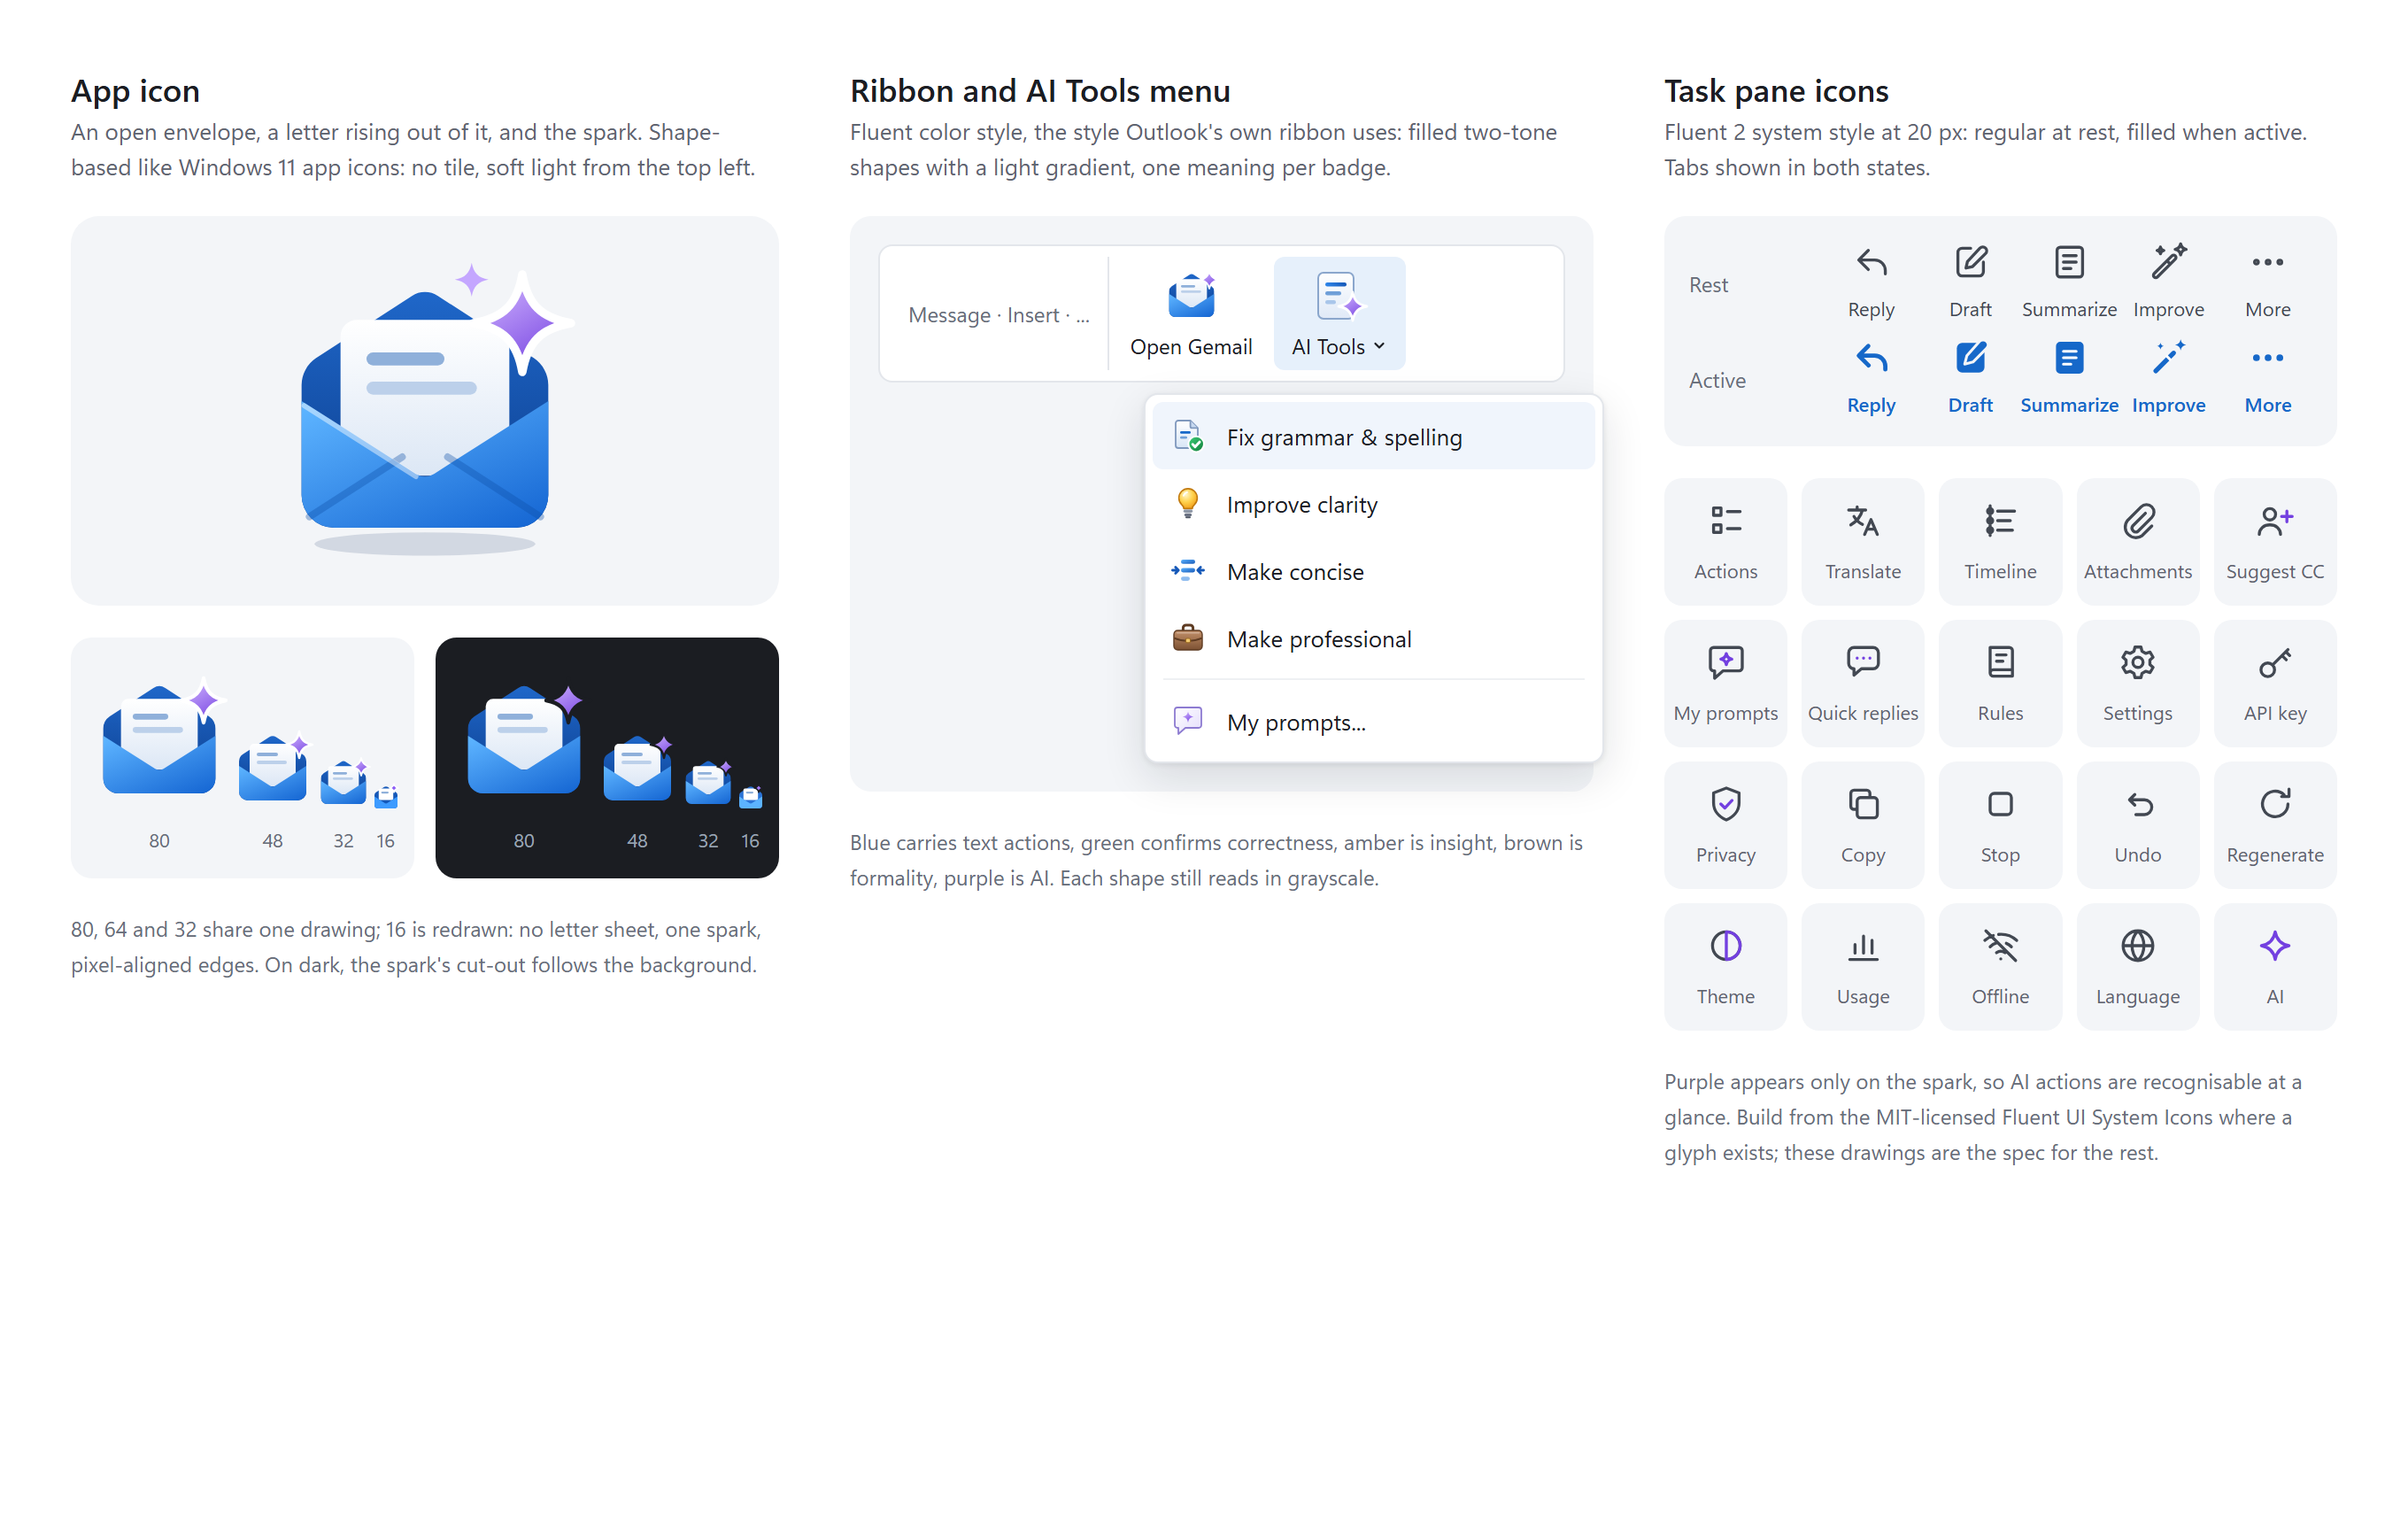 App icon
An open envelope, a letter rising out of it, and the spark. Shape-
based like Windows 11 app icons: no tile, soft light from the top left.
80
48
32
16
80
48
32
16
80, 64 and 32 share one drawing; 16 is redrawn: no letter sheet, one spark,
pixel-aligned edges. On dark, the spark's cut-out follows the background.
Ribbon and AI Tools menu
Fluent color style, the style Outlook's own ribbon uses: filled two-tone
shapes with a light gradient, one meaning per badge.
Message · Insert · ...
Open Gemail
AI Tools
Fix grammar & spelling
Improve clarity
Make concise
Make professional
My prompts...
Blue carries text actions, green confirms correctness, amber is insight, brown is
formality, purple is AI. Each shape still reads in grayscale.
Task pane icons
Fluent 2 system style at 20 px: regular at rest, filled when active.
Tabs shown in both states.
Rest
Reply
Draft
Summarize
Improve
More
Active
Reply
Draft
Summarize
Improve
More
Actions
Translate
Timeline
Attachments
Suggest CC
My prompts
Quick replies
Rules
Settings
API key
Privacy
Copy
Stop
Undo
Regenerate
Theme
Usage
Offline
Language
AI
Purple appears only on the spark, so AI actions are recognisable at a
glance. Build from the MIT-licensed Fluent UI System Icons where a
glyph exists; these drawings are the spec for the rest.